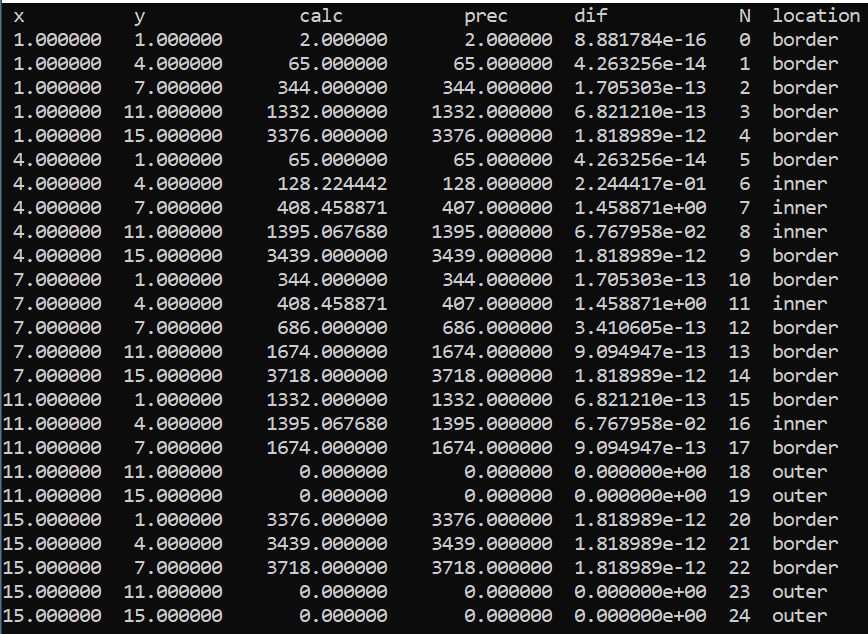 x y calc prec dif N location
1.000000 1.000000 2.000000 2.000000 8.881784e-16 0 border
1.000000 4.000000 65.000000 65.000000 4.263256e-14 1 border
1.000000 7.000000 344.000000 344.000000 1.705303e-13 2 border
1.000000 11.000000 1332.000000 1332.000000 6.821210e-13 3 border
1.000000 15.000000 3376.000000 3376.000000 1.818989e-12 4 border
4.000000 1.000000 65.000000 65.000000 4.263256e-14 5 border
4.000000 4.000000 128.224442 128.000000 2.244417e-01 6 inner
4.000000 7.000000 408.458871 407.000000 1.458871e+00 7 inner
4.000000 11.000000 1395.067680 1395.000000 6.767958e-02 8 inner
4.000000 15.000000 3439.000000 3439.000000 1.818989e-12 9 border
7.000000 1.000000 344.000000 344.000000 1.705303e-13 10 border
7.000000 4.000000 408.458871 407.000000 1.458871e+00 11 inner
7.000000 7.000000 686.000000 686.000000 3.410605e-13 12 border
7.000000 11.000000 1674.000000 1674.000000 9.094947e-13 13 border
7.000000 15.000000 3718.000000 3718.000000 1.818989e-12 14 border
11.000000 1.000000 1332.000000 1332.000000 6.821210e-13 15 border
11.000000 4.000000 1395.067680 1395.000000 6.767958e-02 16 inner
11.000000 7.000000 1674.000000 1674.000000 9.094947e-13 17 border
11.000000 11.000000 0.000000 0.000000 0.000000e+00 18 outer
11.000000 15.000000 0.000000 0.000000 0.000000e+00 19 outer
15.000000 1.000000 3376.000000 3376.000000 1.818989e-12 20 border
15.000000 4.000000 3439.000000 3439.000000 1.818989e-12 21 border
15.000000 7.000000 3718.000000 3718.000000 1.818989e-12 22 border
15.000000 11.000000 0.000000 0.000000 0.000000e+00 23 outer
15.000000 15.000000 0.000000 0.000000 0.000000e+00 24 outer